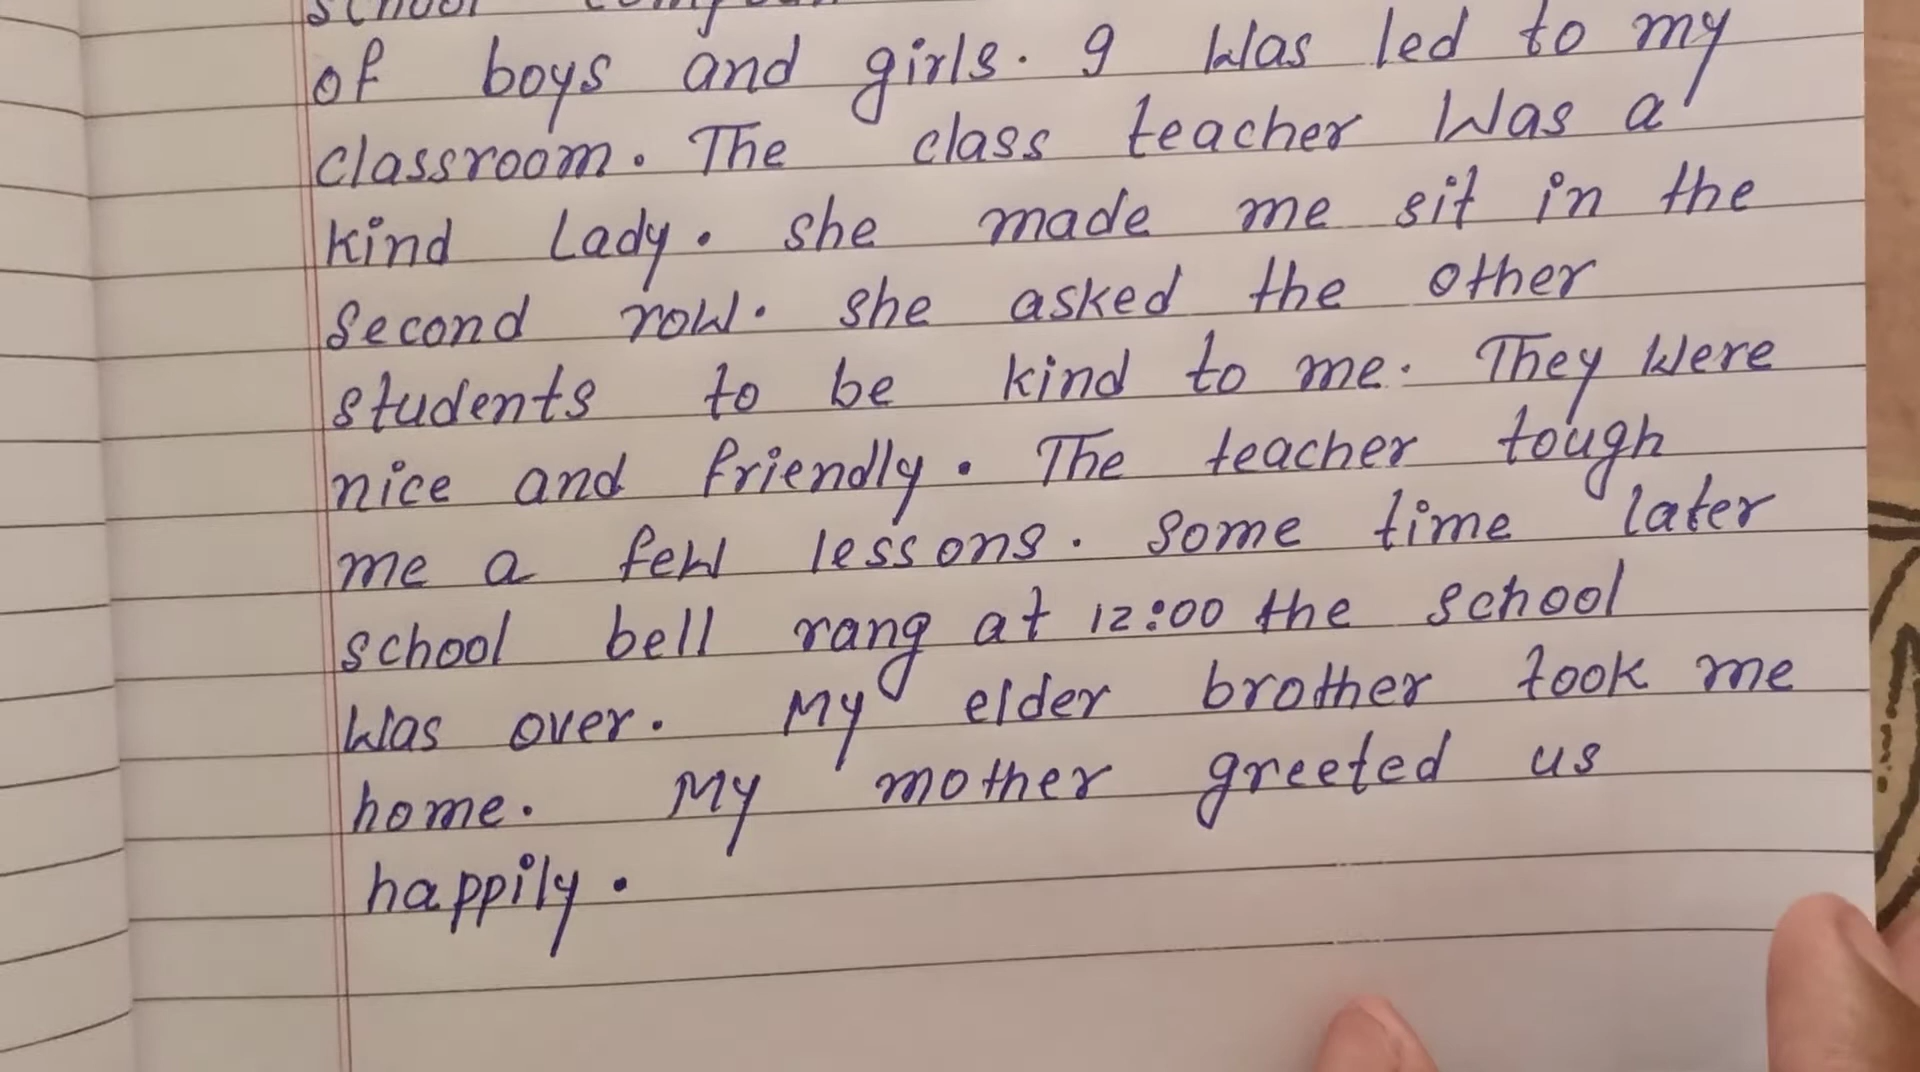 school
of boys and girls. I was led to my
classroom. The class teacher was a
kind Lady. she made me sit in the
second row. she asked the other
students to be kind to me. They were
nice and friendly. The teacher tough
me a few lessons. some time later
school bell rang at 12:00 the school
was over. My elder brother took me
home. My mother greeted us
happily.